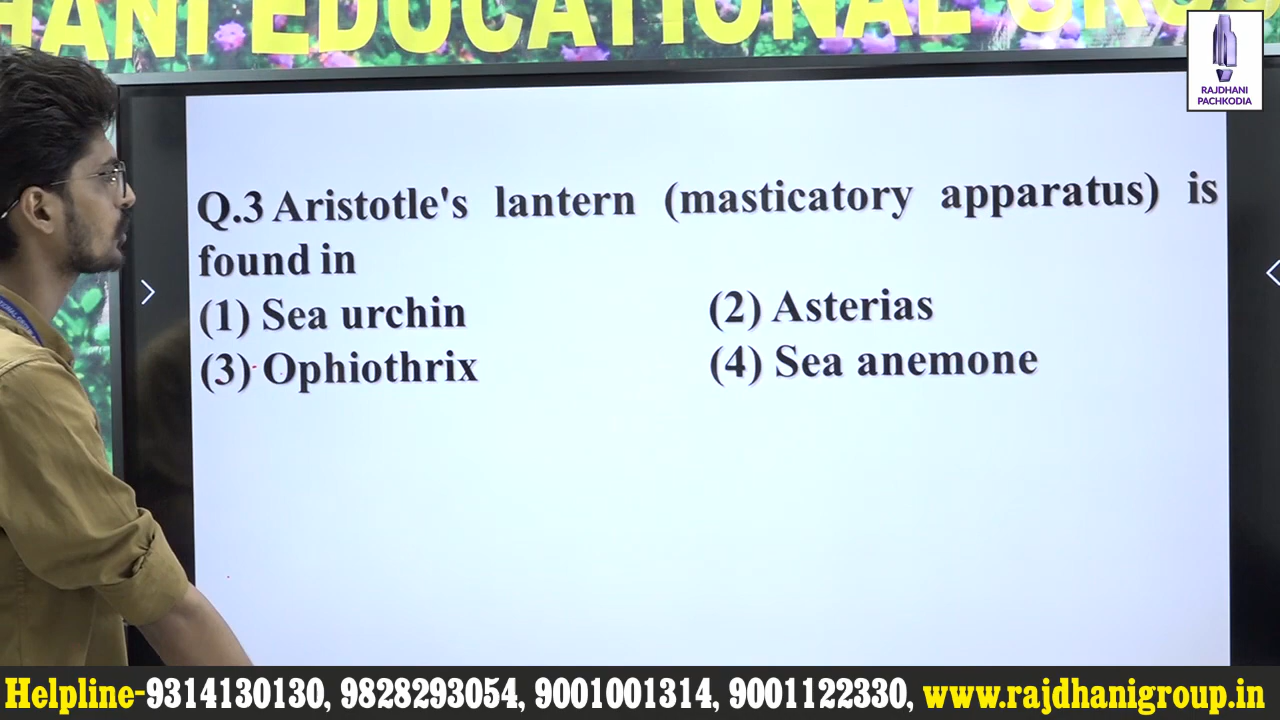 HANI EDUCATIONAL GRO
RAJDHANI
PACHKODIA
Q.3 Aristotle's lantern (masticatory apparatus) is
found in
(1) Sea urchin (2) Asterias
(3) Ophiothrix (4) Sea anemone
Helpline-9314130130, 9828293054, 9001001314, 9001122330, www.rajdhanigroup.in